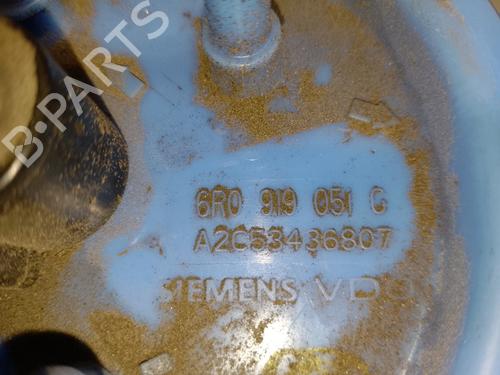 B-PARTS
6R0 919 051 G
A2C53436807
SIEMENS VDO